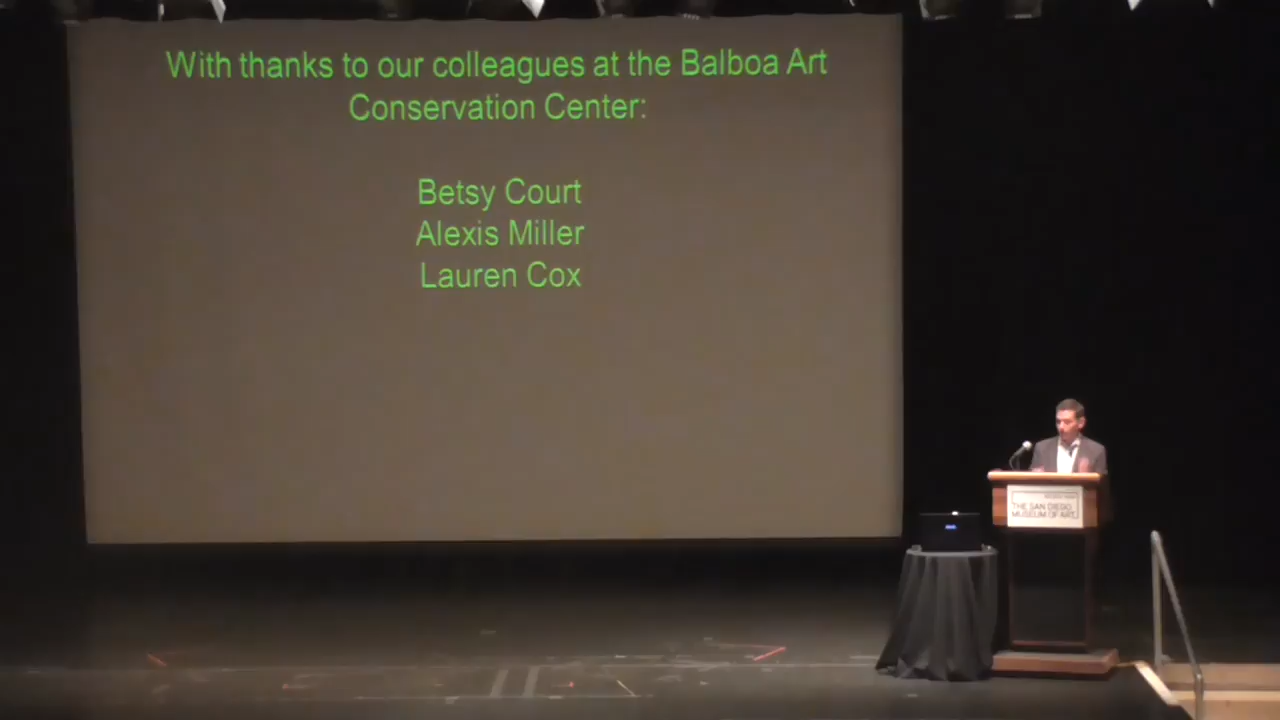 With thanks to our colleagues at the Balboa Art
Conservation Center:
Betsy Court
Alexis Miller
Lauren Cox
THE SAN DIEGO
MUSEUM OF ART